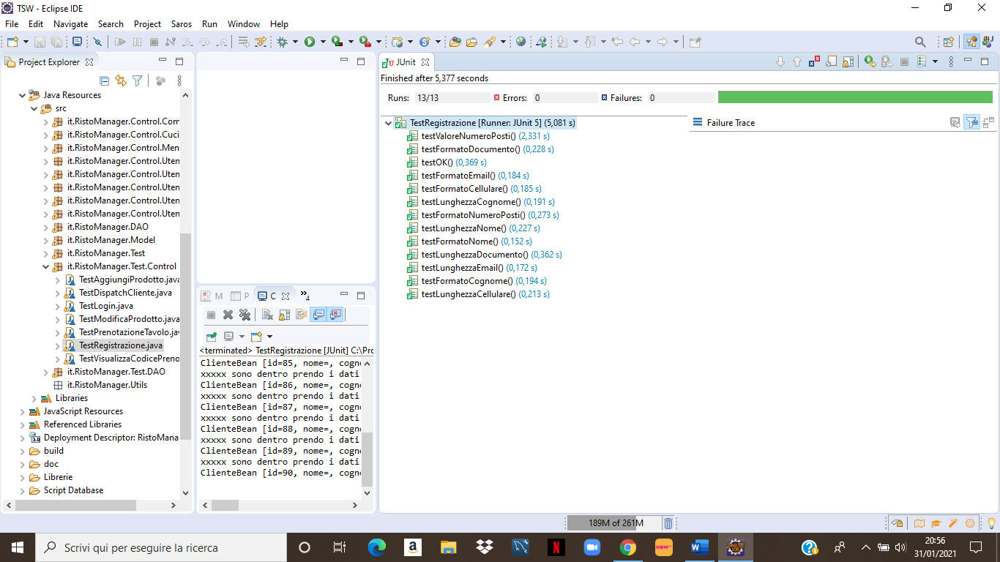 TSW - Eclipse IDE
File Edit Navigate Search Project Saros Run Window Help
Project Explorer
Java Resources
src
it.RistoManager.Control.Com
it.RistoManager.Control.Cuci
it.RistoManager.Control.Men
it.RistoManager.Control.Uten
it.RistoManager.Control.Uten
it.RistoManager.Control.Uten
it.RistoManager.Control.Uten
it.RistoManager.Control.Uten
it.RistoManager.DAO
it.RistoManager.Model
it.RistoManager.Test
it.RistoManager.Test.Control
TestAggiungiProdotto.java
TestDispatchCliente.java
TestLogin.java
TestModificaProdotto.java
TestPrenotazioneTavolo.jav
TestRegistrazione.java
TestVisualizzaCodicePreno
it.RistoManager.Test.DAO
it.RistoManager.Utils
Libraries
JavaScript Resources
Referenced Libraries
Deployment Descriptor: RistoMana
build
doc
Librerie
Script Database
M P C »4
<terminated> TestRegistrazione [JUnit] C:\Pro
ClienteBean [id=85, nome=, cogno
xxxxx sono dentro prendo i dati
ClienteBean [id=86, nome=, cogno
xxxxx sono dentro prendo i dati
ClienteBean [id=87, nome=, cogno
xxxxx sono dentro prendo i dati
ClienteBean [id=88, nome=, cogno
xxxxx sono dentro prendo i dati
ClienteBean [id=89, nome=, cogno
xxxxx sono dentro prendo i dati
ClienteBean [id=90, nome=, cogno
JUnit
Finished after 5,377 seconds
Runs: 13/13 Errors: 0 Failures: 0
TestRegistrazione [Runner: JUnit 5] (5,081 s)
testValoreNumeroPosti() (2,331 s)
testFormatoDocumento() (0,228 s)
testOK() (0,369 s)
testFormatoEmail() (0,184 s)
testFormatoCellulare() (0,185 s)
testLunghezzaCognome() (0,191 s)
testFormatoNumeroPosti() (0,273 s)
testLunghezzaNome() (0,227 s)
testFormatoNome() (0,152 s)
testLunghezzaDocumento() (0,362 s)
testLunghezzaEmail() (0,172 s)
testFormatoCognome() (0,194 s)
testLunghezzaCellulare() (0,213 s)
Failure Trace
189M of 261M
Scrivi qui per eseguire la ricerca
20:56
31/01/2021